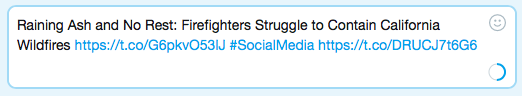 Raining Ash and No Rest: Firefighters Struggle to Contain California
Wildfires https://t.co/G6pkvO53lJ #SocialMedia https://t.co/DRUCJ7t6G6